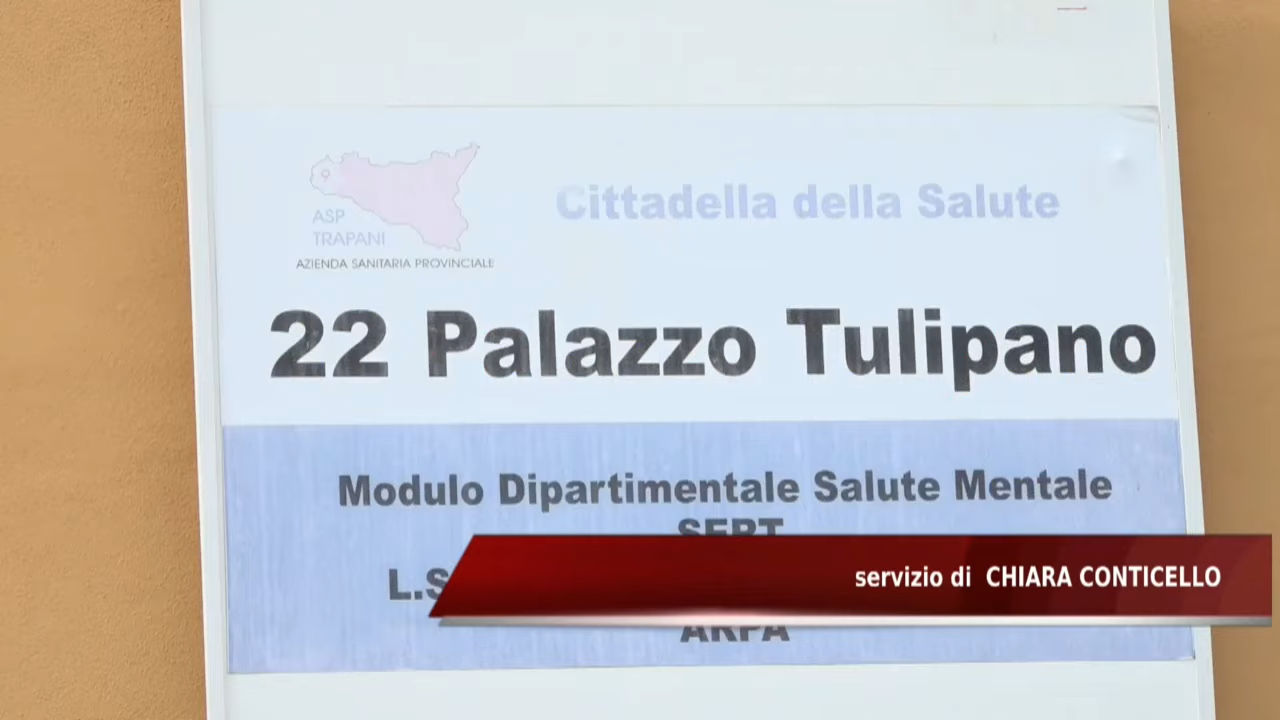 Cittadella della Salute
ASP
TRAPANI
AZIENDA SANITARIA PROVINCIALE
22 Palazzo Tulipano
Modulo Dipartimentale Salute Mentale
SERT
servizio di CHIARA CONTICELLO
ARPA